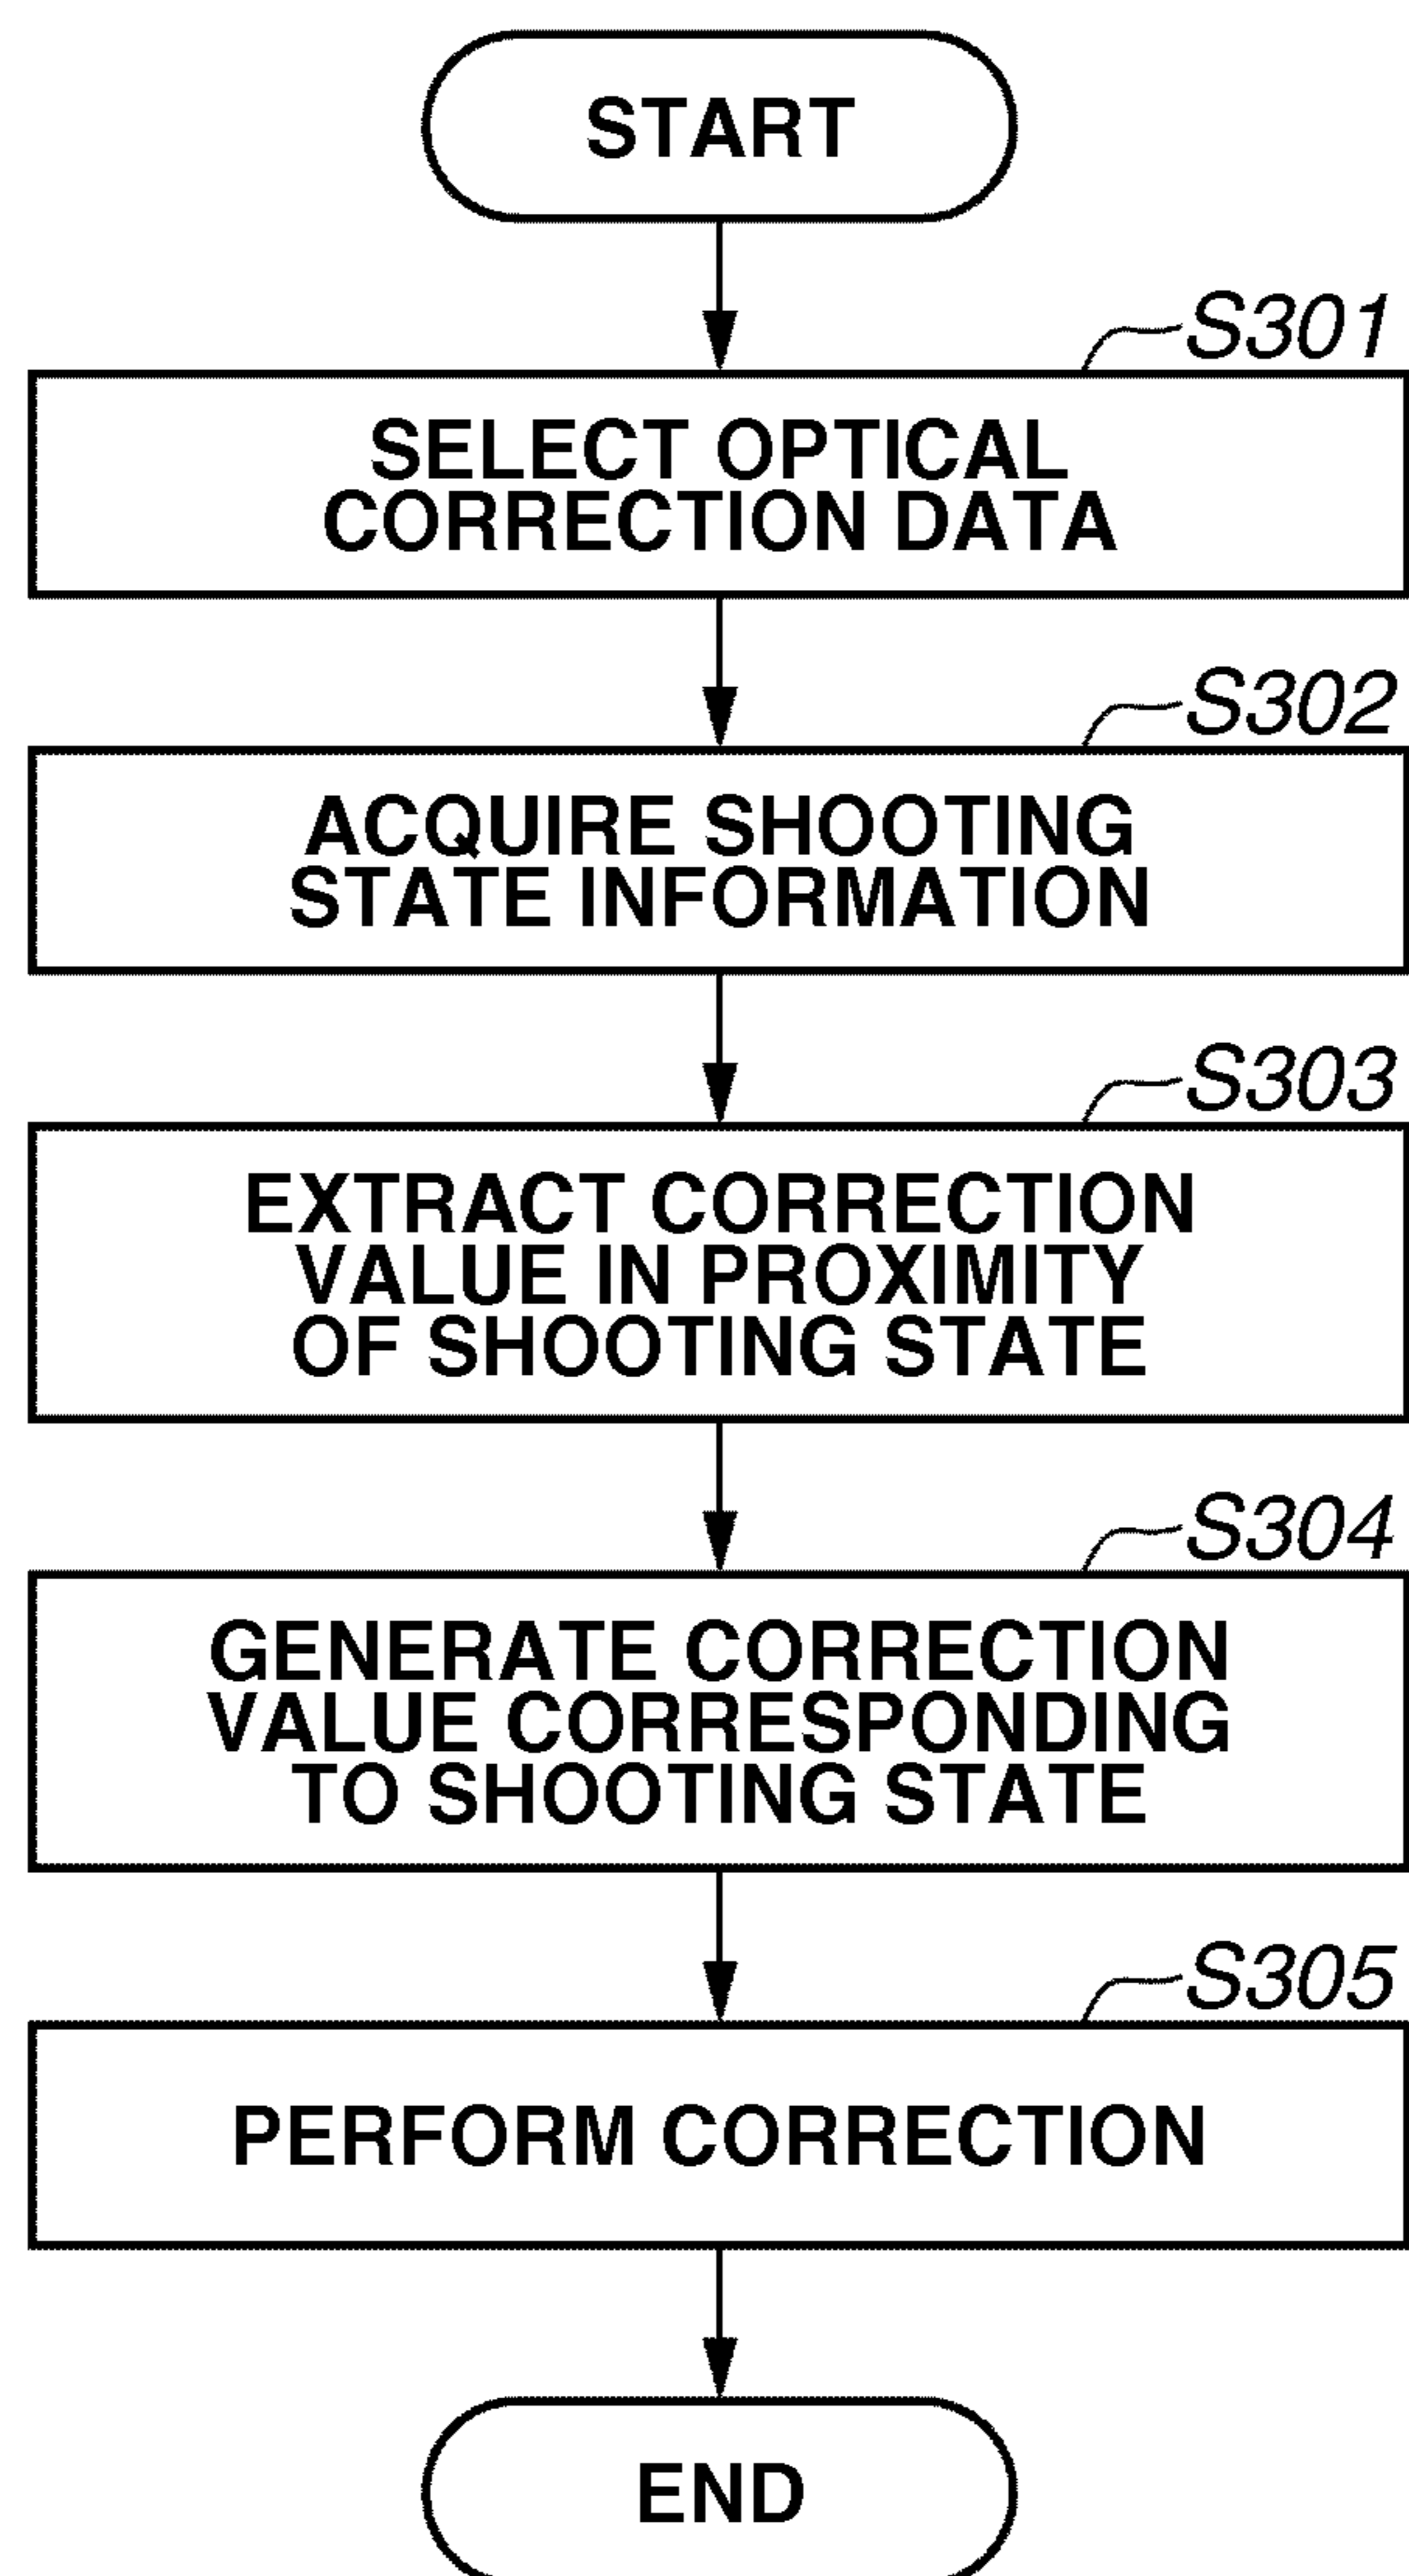 START
S301
SELECT OPTICAL
CORRECTION DATA
S302
ACQUIRE SHOOTING
STATE INFORMATION
S303
EXTRACT CORRECTION
VALUE IN PROXIMITY
OF SHOOTING STATE
S304
GENERATE CORRECTION
VALUE CORRESPONDING
TO SHOOTING STATE
S305
PERFORM CORRECTION
END